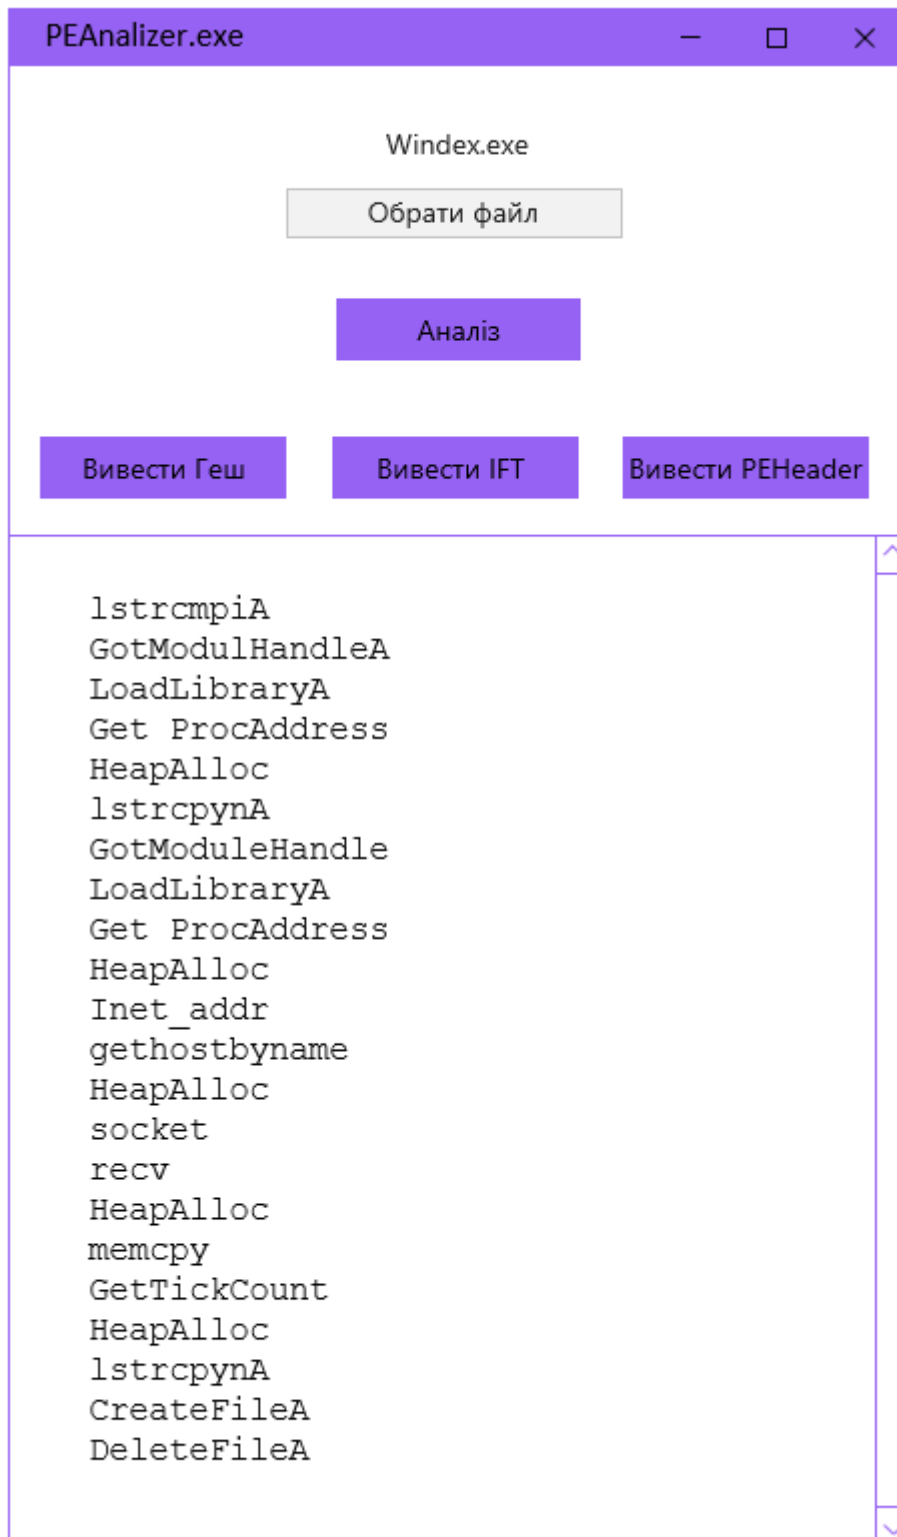 PEAnalizer.exe
Windex.exe
Обрати файл
Аналіз
Вивести Геш Вивести IFT Вивести PEHeader
lstrcmpiA
GotModulHandleA
LoadLibraryA
Get ProcAddress
HeapAlloc
lstrcpynA
GotModuleHandle
LoadLibraryA
Get ProcAddress
HeapAlloc
Inet_addr
gethostbyname
HeapAlloc
socket
recv
HeapAlloc
memcpy
GetTickCount
HeapAlloc
lstrcpynA
CreateFileA
DeleteFileA